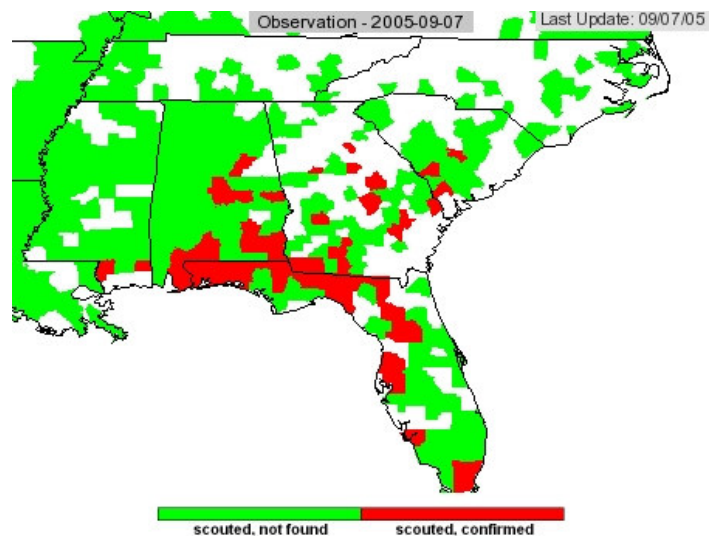 Observation - 2005-09-07
Last Update: 09/07/05
scouted, not found
scouted, confirmed